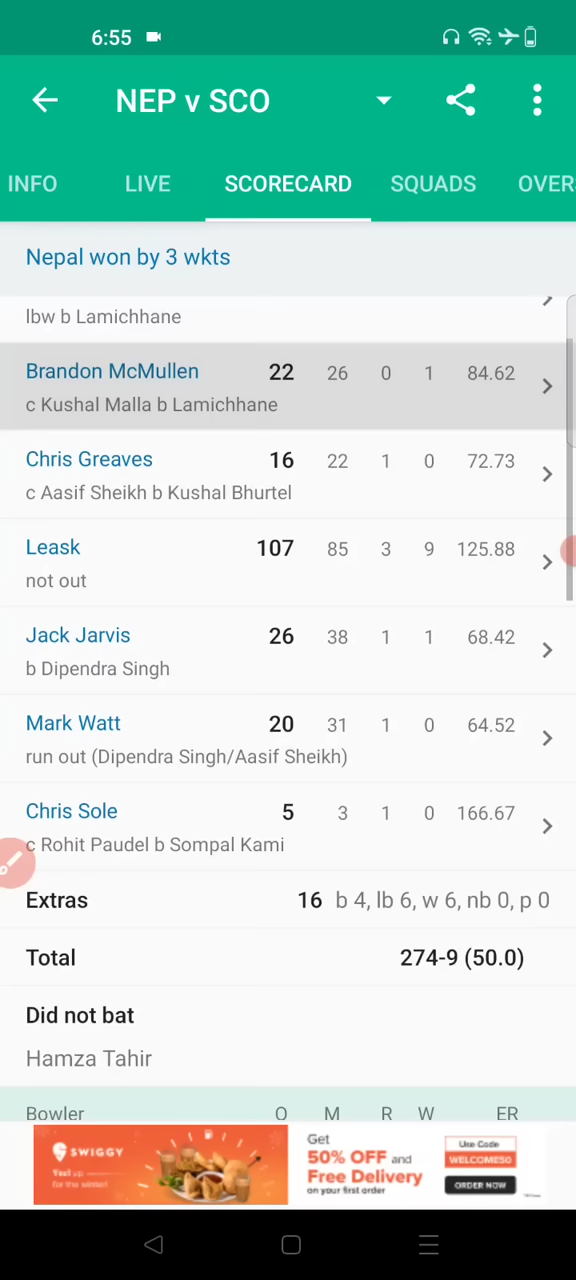 6:55
NEP v SCO
INFO LIVE SCORECARD SQUADS OVER
Nepal won by 3 wkts
lbw b Lamichhane
Brandon McMullen 22 26 0 1 84.62
c Kushal Malla b Lamichhane
Chris Greaves 16 22 1 0 72.73
c Aasif Sheikh b Kushal Bhurtel
Leask 107 85 3 9 125.88
not out
Jack Jarvis 26 38 1 1 68.42
b Dipendra Singh
Mark Watt 20 31 1 0 64.52
run out (Dipendra Singh/Aasif Sheikh)
Chris Sole 5 3 1 0 166.67
c Rohit Paudel b Sompal Kami
Extras 16 b 4, lb 6, w 6, nb 0, p 0
Total 274-9 (50.0)
Did not bat
Hamza Tahir
Bowler O M R W ER
SWIGGY
for the winter!
Get
50% OFF and
Free Delivery
on your first order
Use Code
WELCOME50
ORDER NOW